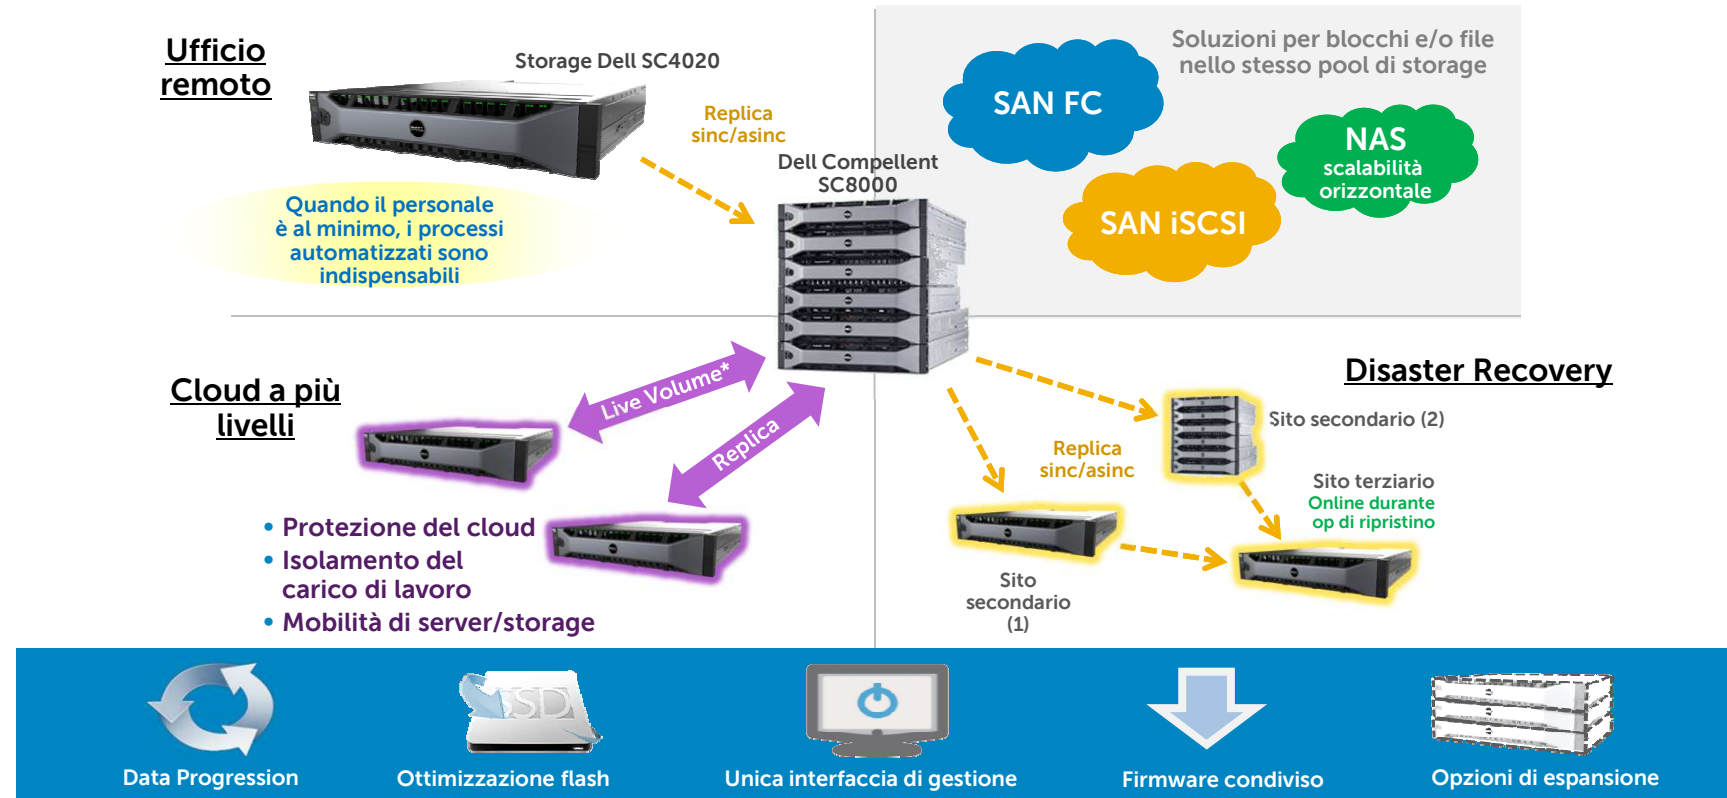 Ufficio
remoto
Storage Dell SC4020
Replica
sinc/asinc
Dell Compellent
SC8000
Quando il personale
è al minimo, i processi
automatizzati sono
indispensabili
Soluzioni per blocchi e/o file
nello stesso pool di storage
SAN FC
NAS
scalabilità
orizzontale
SAN iSCSI
Cloud a più
livelli
Live Volume*
Replica
• Protezione del cloud
• Isolamento del
carico di lavoro
• Mobilità di server/storage
Disaster Recovery
Sito secondario (2)
Replica
sinc/asinc
Sito terziario
Online durante
op di ripristino
Sito
secondario
(1)
SSD
Data Progression
Ottimizzazione flash
Unica interfaccia di gestione
Firmware condiviso
Opzioni di espansione